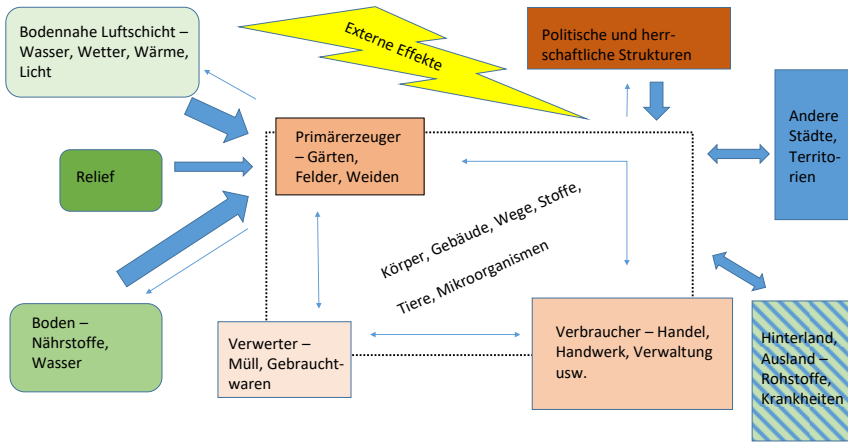 Bodennahe Luftschicht –
Wasser, Wetter, Wärme,
Licht
Externe Effekte
Politische und herr-
schaftliche Strukturen
Andere
Städte,
Territo-
rien
Primärerzeuger
– Gärten,
Felder, Weiden
Relief
Körper, Gebäude, Wege, Stoffe,
Tiere, Mikroorganismen
Boden –
Nährstoffe,
Wasser
Verwerter –
Müll, Gebraucht-
waren
Verbraucher – Handel,
Handwerk, Verwaltung
usw.
Hinterland,
Ausland –
Rohstoffe,
Krankheiten